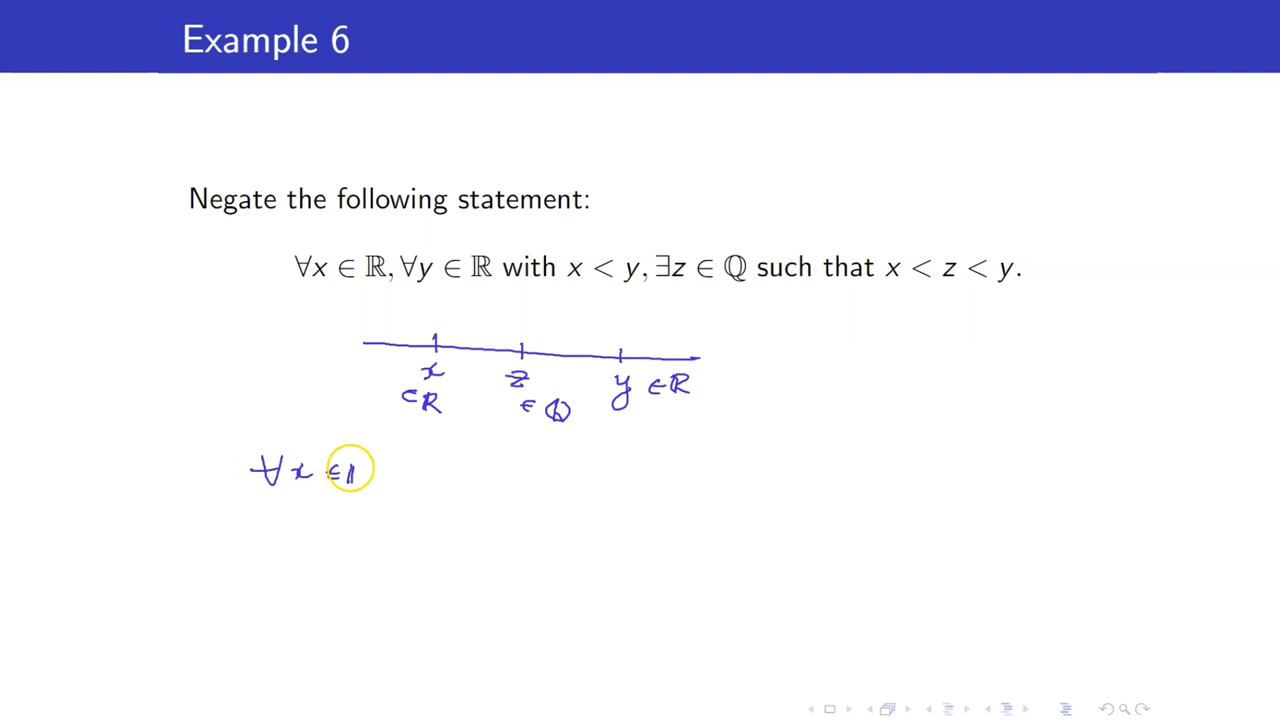 Example 6
Negate the following statement:
∀x ∈ ℝ, ∀y ∈ ℝ with x < y, ∃z ∈ ℚ such that x < z < y.
x z y ∈ ℝ
∈ ℝ ∈ ℚ
∀x ∈